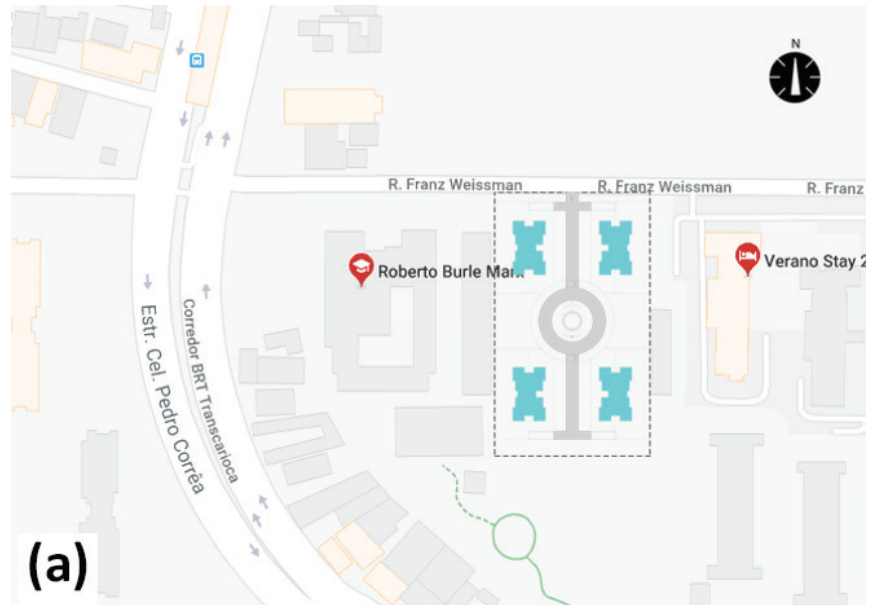 N
R. Franz Weissman
R. Franz Weissman
R. Franz
Roberto Burle Marx
Verano Stay 2
Estr. Cel. Pedro Corrêa
Corredor BRT Transcarioca
(a)